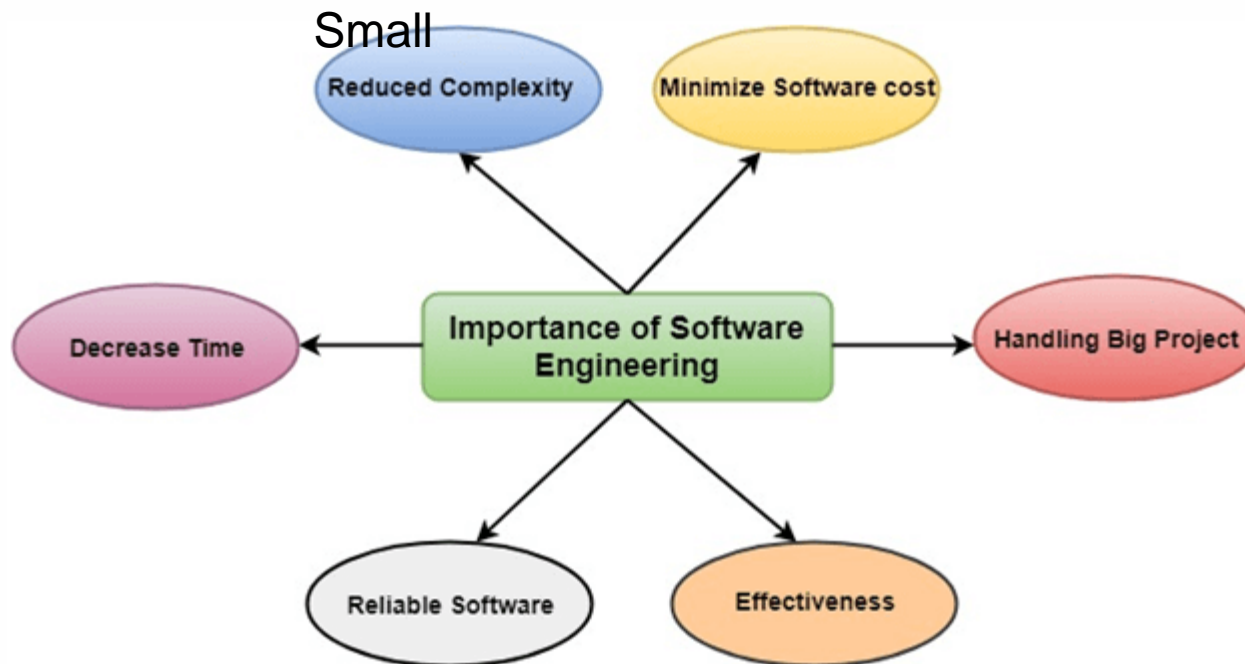 Small
Reduced Complexity
Minimize Software cost
Decrease Time
Importance of Software
Engineering
Handling Big Project
Reliable Software
Effectiveness